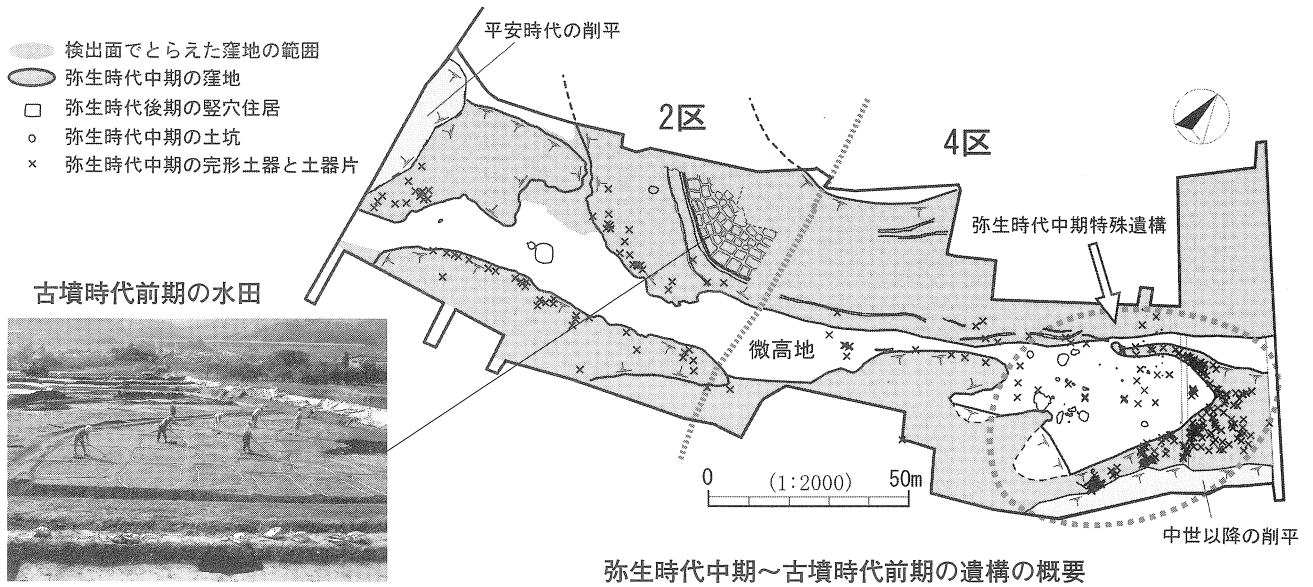 平安時代の削平
検出面でとらえた窪地の範囲
弥生時代中期の窪地
弥生時代後期の竪穴住居
弥生時代中期の土坑
弥生時代中期の完形土器と土器片
2区
4区
弥生時代中期特殊遺構
古墳時代前期の水田
微高地
0 (1:2000) 50m
中世以降の削平
弥生時代中期～古墳時代前期の遺構の概要